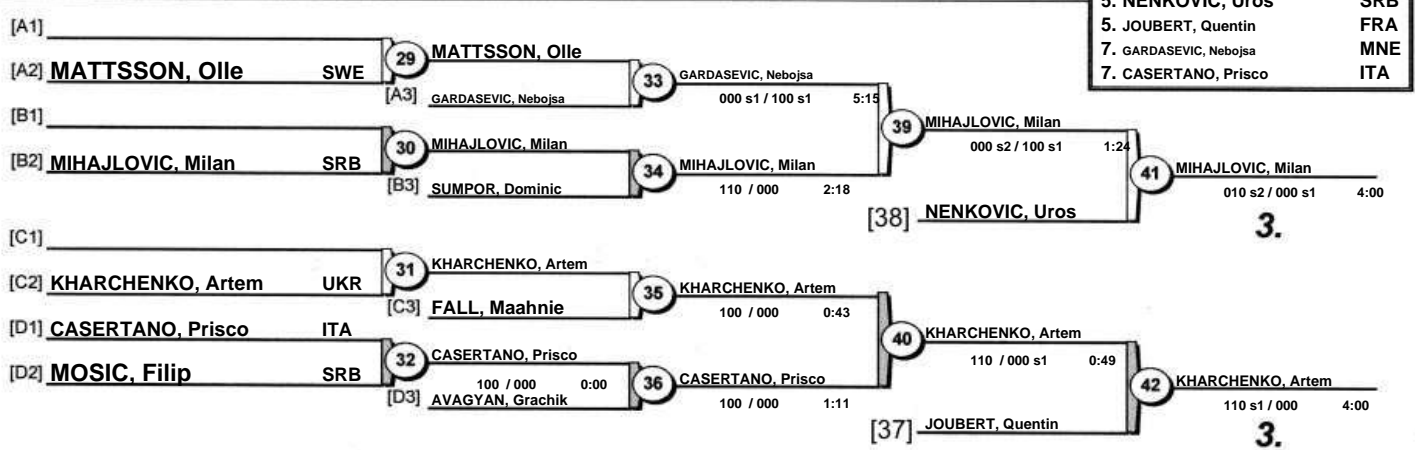 5. NENKOVIC, Uros SRB
5. JOUBERT, Quentin FRA
7. GARDASEVIC, Nebojsa MNE
7. CASERTANO, Prisco ITA
[A1]
[A2] MATTSSON, Olle SWE
29
MATTSSON, Olle
[A3] GARDASEVIC, Nebojsa
33
GARDASEVIC, Nebojsa
000 s1 / 100 s1 5:15
[B1]
[B2] MIHAJLOVIC, Milan SRB
30
MIHAJLOVIC, Milan
[B3] SUMPOR, Dominic
34
MIHAJLOVIC, Milan
110 / 000 2:18
39
MIHAJLOVIC, Milan
000 s2 / 100 s1 1:24
[38] NENKOVIC, Uros
41
MIHAJLOVIC, Milan
010 s2 / 000 s1 4:00
3.
[C1]
[C2] KHARCHENKO, Artem UKR
31
KHARCHENKO, Artem
[C3] FALL, Maahnie
35
KHARCHENKO, Artem
100 / 000 0:43
[D1] CASERTANO, Prisco ITA
[D2] MOSIC, Filip SRB
32
CASERTANO, Prisco
100 / 000 0:00
[D3] AVAGYAN, Grachik
36
CASERTANO, Prisco
100 / 000 1:11
40
KHARCHENKO, Artem
110 / 000 s1 0:49
[37] JOUBERT, Quentin
42
KHARCHENKO, Artem
110 s1 / 000 4:00
3.